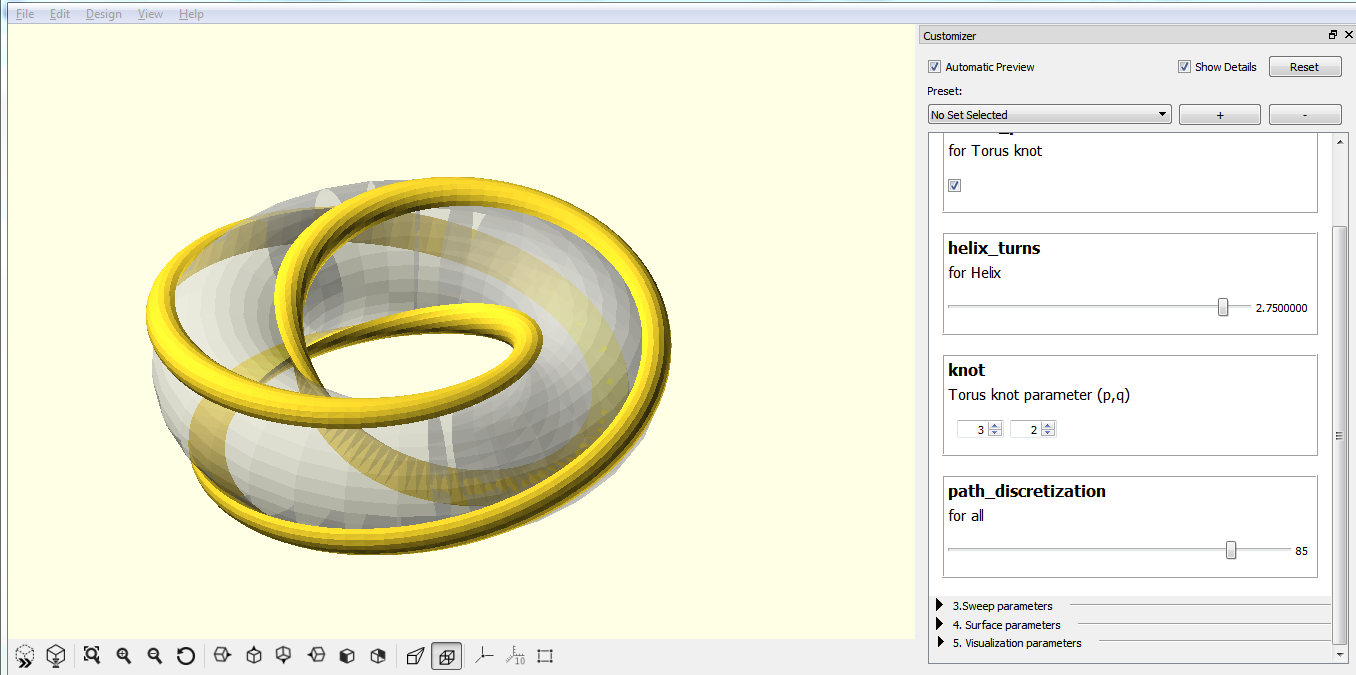 File Edit Design View Help
Customizer
Automatic Preview Show Details Reset
Preset:
No Set Selected + -
for Torus knot
helix_turns
for Helix
2.7500000
knot
Torus knot parameter (p,q)
3 2
path_discretization
for all
85
3.Sweep parameters
4. Surface parameters
5. Visualization parameters
10